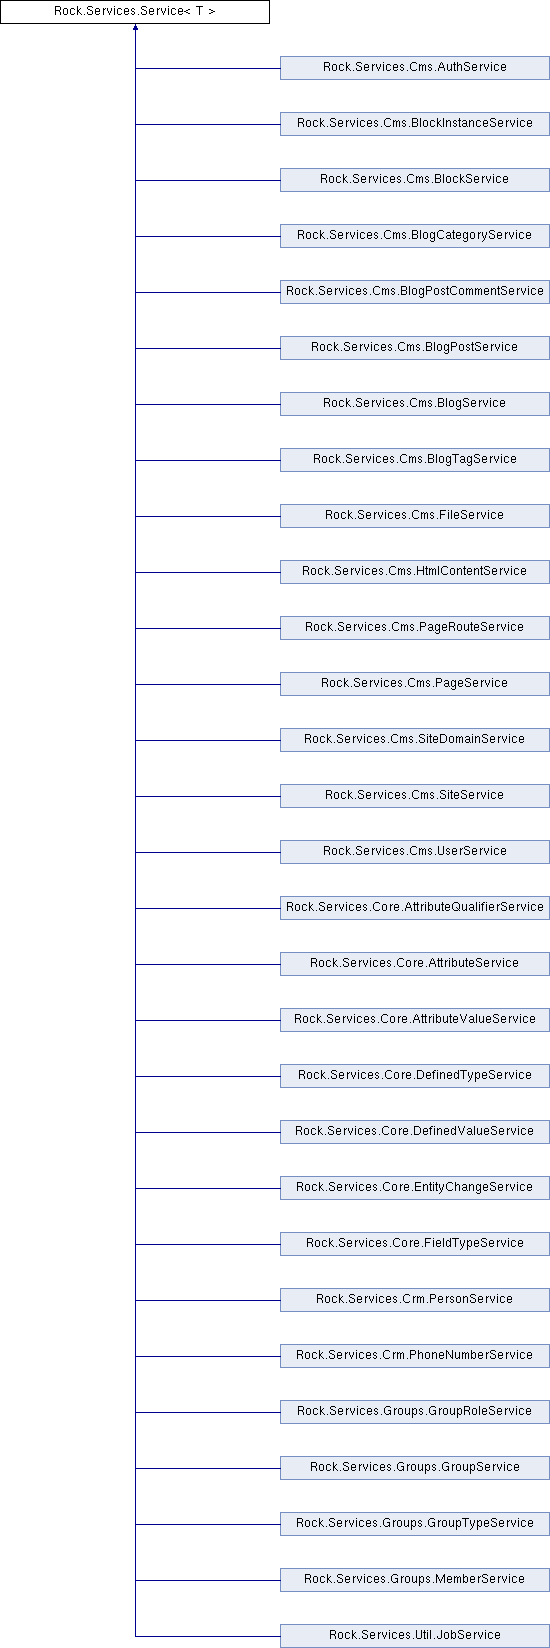 Rock.Services.Service< T >
Rock.Services.Cms.AuthService
Rock.Services.Cms.BlockInstanceService
Rock.Services.Cms.BlockService
Rock.Services.Cms.BlogCategoryService
Rock.Services.Cms.BlogPostCommentService
Rock.Services.Cms.BlogPostService
Rock.Services.Cms.BlogService
Rock.Services.Cms.BlogTagService
Rock.Services.Cms.FileService
Rock.Services.Cms.HtmlContentService
Rock.Services.Cms.PageRouteService
Rock.Services.Cms.PageService
Rock.Services.Cms.SiteDomainService
Rock.Services.Cms.SiteService
Rock.Services.Cms.UserService
Rock.Services.Core.AttributeQualifierService
Rock.Services.Core.AttributeService
Rock.Services.Core.AttributeValueService
Rock.Services.Core.DefinedTypeService
Rock.Services.Core.DefinedValueService
Rock.Services.Core.EntityChangeService
Rock.Services.Core.FieldTypeService
Rock.Services.Crm.PersonService
Rock.Services.Crm.PhoneNumberService
Rock.Services.Groups.GroupRoleService
Rock.Services.Groups.GroupService
Rock.Services.Groups.GroupTypeService
Rock.Services.Groups.MemberService
Rock.Services.Util.JobService